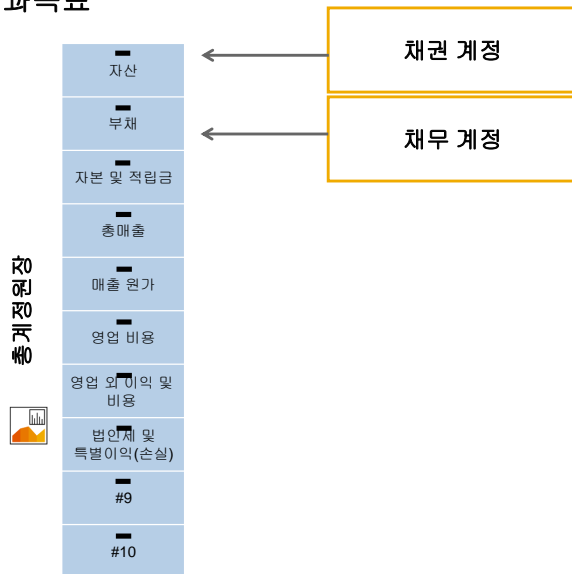 과목표
채권 계정
자산
부채
채무 계정
자본 및 적립금
총매출
매출 원가
영업 비용
영업 외 이익 및
비용
법인세 및
특별이익(손실)
#9
#10
총계정원장